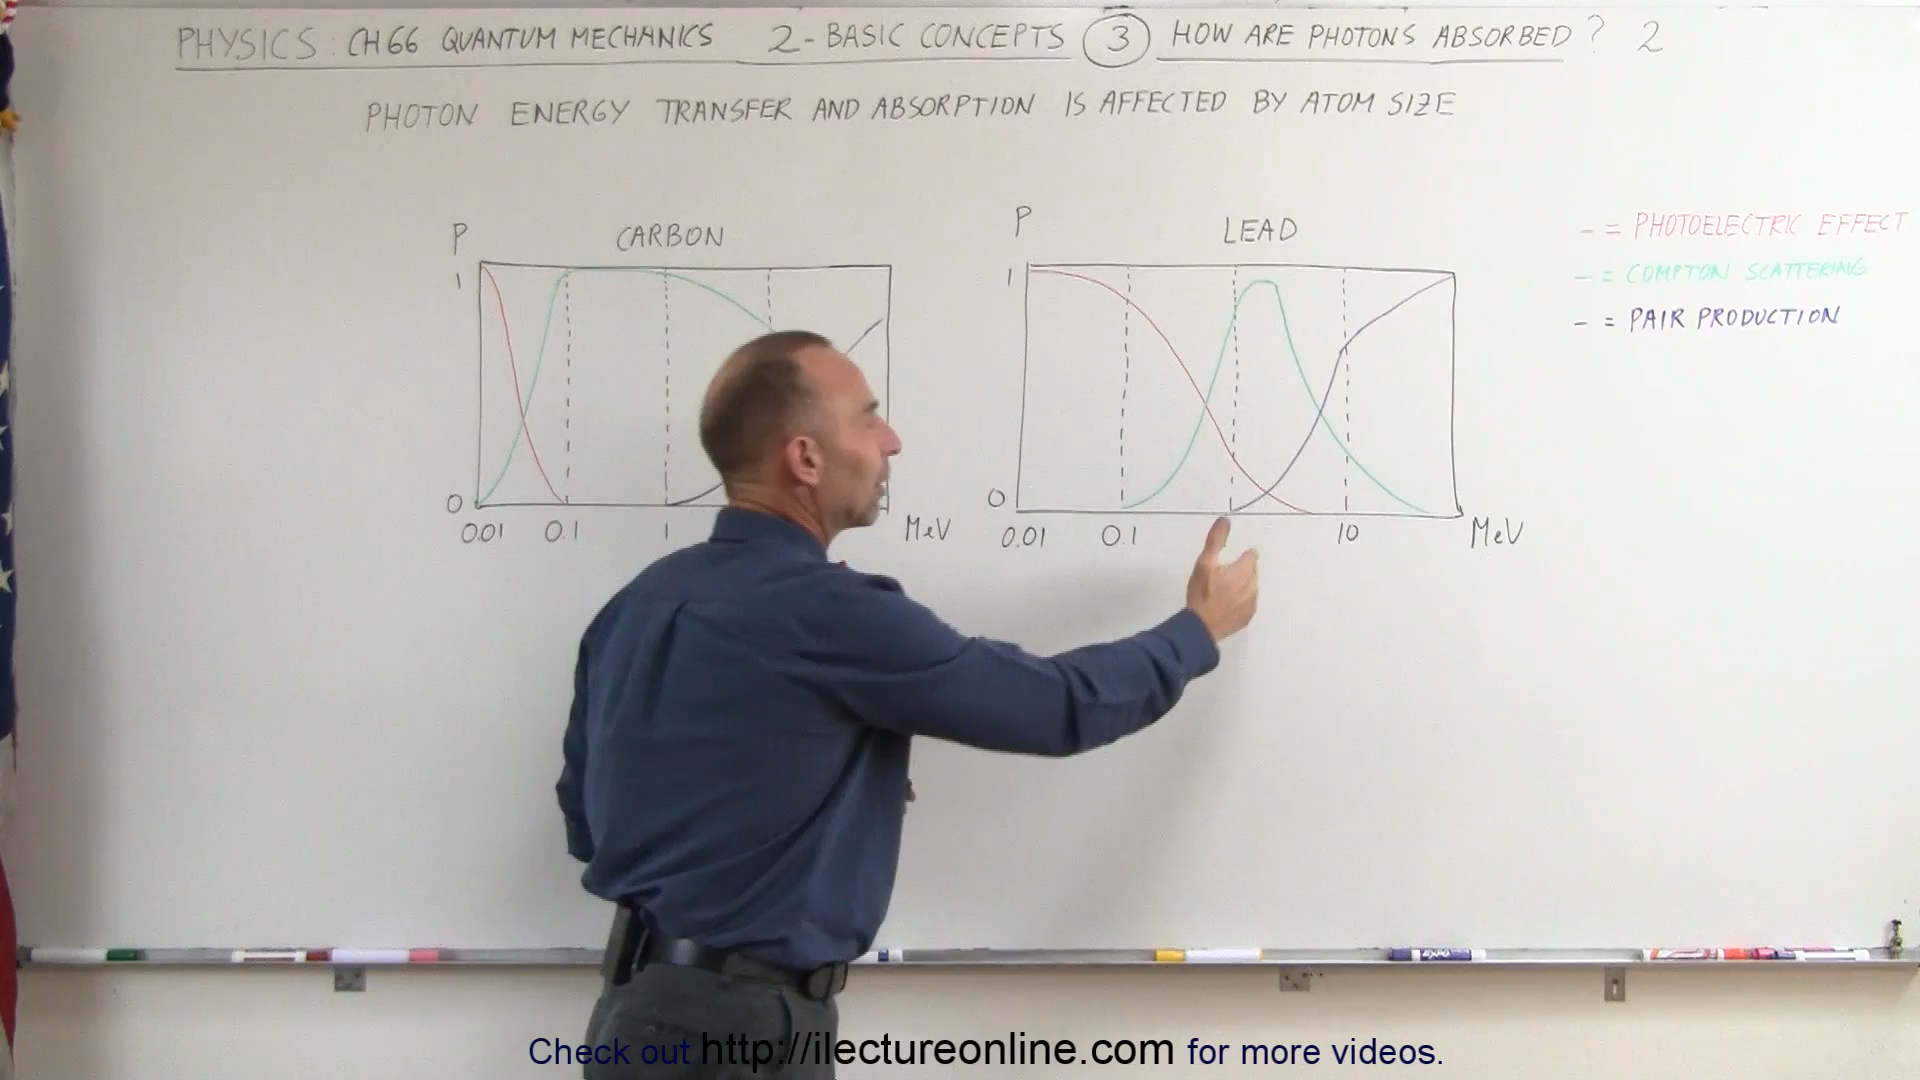 PHYSICS: CH66 QUANTUM MECHANICS 2-BASIC CONCEPTS 3 HOW ARE PHOTONS ABSORBED? 2
PHOTON ENERGY TRANSFER AND ABSORPTION IS AFFECTED BY ATOM SIZE
P CARBON
1
0
0.01 0.1 1 MeV
P LEAD
1
0
0.01 0.1 10 MeV
- = PHOTOELECTRIC EFFECT
- = COMPTON SCATTERING
- = PAIR PRODUCTION
EXPO
Check out http://ilectureonline.com for more videos.